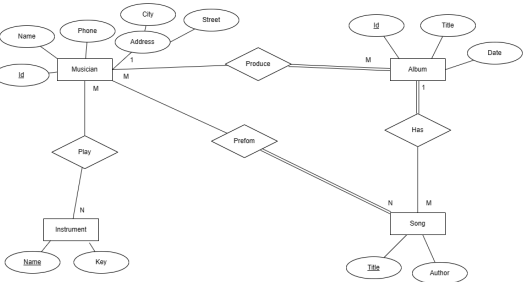 City
Street
Name
Phone
Address
Id
Title
Date
Id
Musician
1
M
M
Produce
M
Album
1
Play
Prefom
Has
N
N
M
Instrument
Song
Name
Key
Title
Author